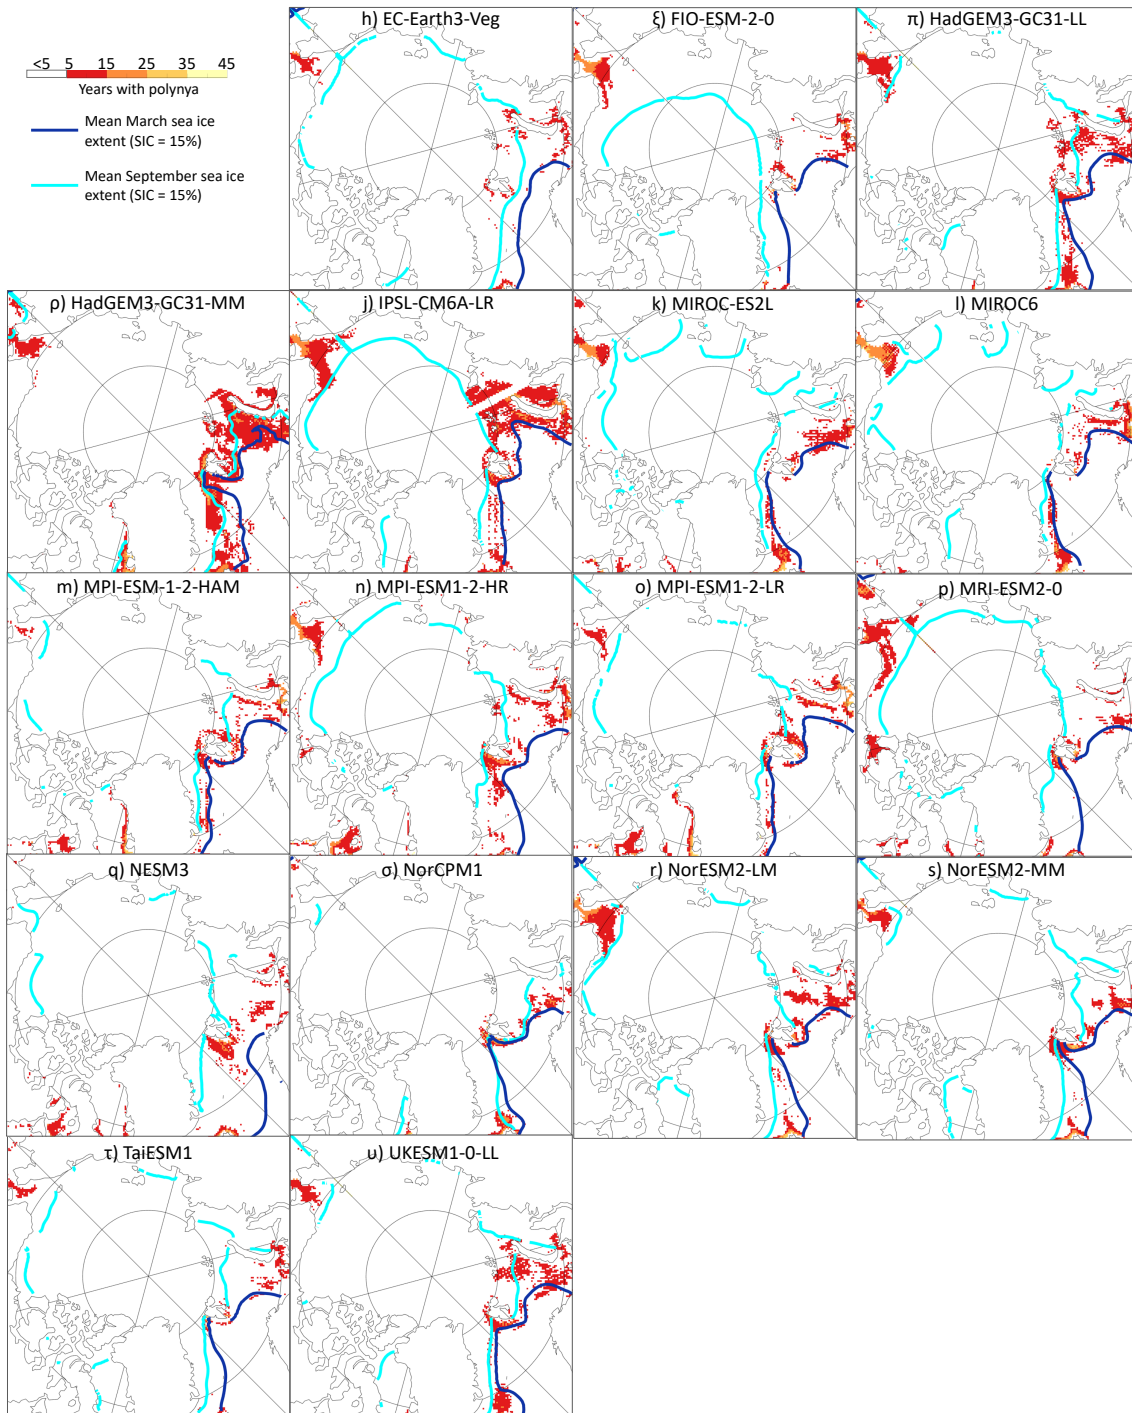 h) EC-Earth3-Veg
ξ) FIO-ESM-2-0
π) HadGEM3-GC31-LL
<5 5 15 25 35 45
Years with polynya
Mean March sea ice
extent (SIC = 15%)
Mean September sea ice
extent (SIC = 15%)
ρ) HadGEM3-GC31-MM
j) IPSL-CM6A-LR
k) MIROC-ES2L
l) MIROC6
m) MPI-ESM-1-2-HAM
n) MPI-ESM1-2-HR
o) MPI-ESM1-2-LR
p) MRI-ESM2-0
q) NESM3
σ) NorCPM1
r) NorESM2-LM
s) NorESM2-MM
τ) TaiESM1
υ) UKESM1-0-LL